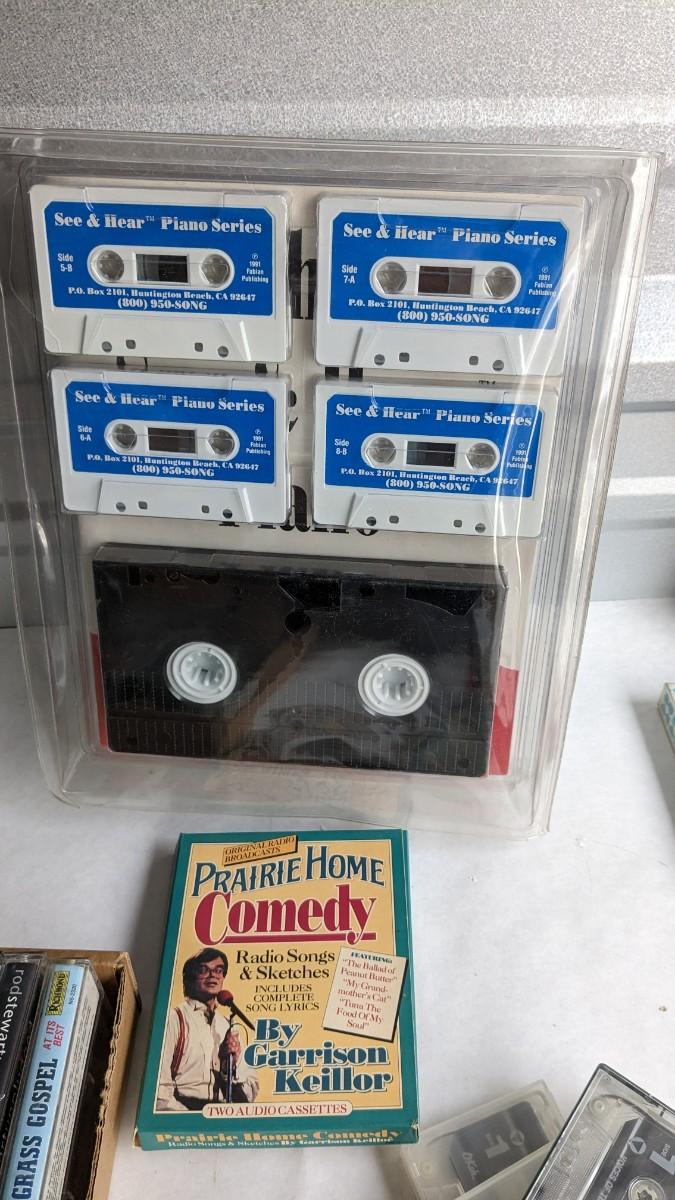 See & Hear™ Piano Series
Side
5-B
℗
1991
Fabian
Publishing
P.O. Box 2101, Huntington Beach, CA 92647
(800) 950-SONG
See & Hear™ Piano Series
Side
7-A
℗
1991
Fabian
Publishing
P.O. Box 2101, Huntington Beach, CA 92647
(800) 950-SONG
See & Hear™ Piano Series
Side
6-A
℗
1991
Fabian
Publishing
P.O. Box 2101, Huntington Beach, CA 92647
(800) 950-SONG
See & Hear™ Piano Series
Side
8-B
℗
1991
Fabian
Publishing
P.O. Box 2101, Huntington Beach, CA 92647
(800) 950-SONG
ORIGINAL RADIO
BROADCASTS
PRAIRIE HOME
Comedy
Radio Songs
& Sketches
INCLUDES
COMPLETE
SONG LYRICS
FEATURING:
"The Ballad of
Peanut Butter"
"My Grand-
mother's Cat"
"Tuna The
Food Of My
Soul"
By
Garrison
Keillor
TWO AUDIO CASSETTES
Prairie Home Comedy
Radio Songs & Sketches By Garrison Keillor
rodstewart
GRASS GOSPEL
AT ITS
BEST
RICHMOND